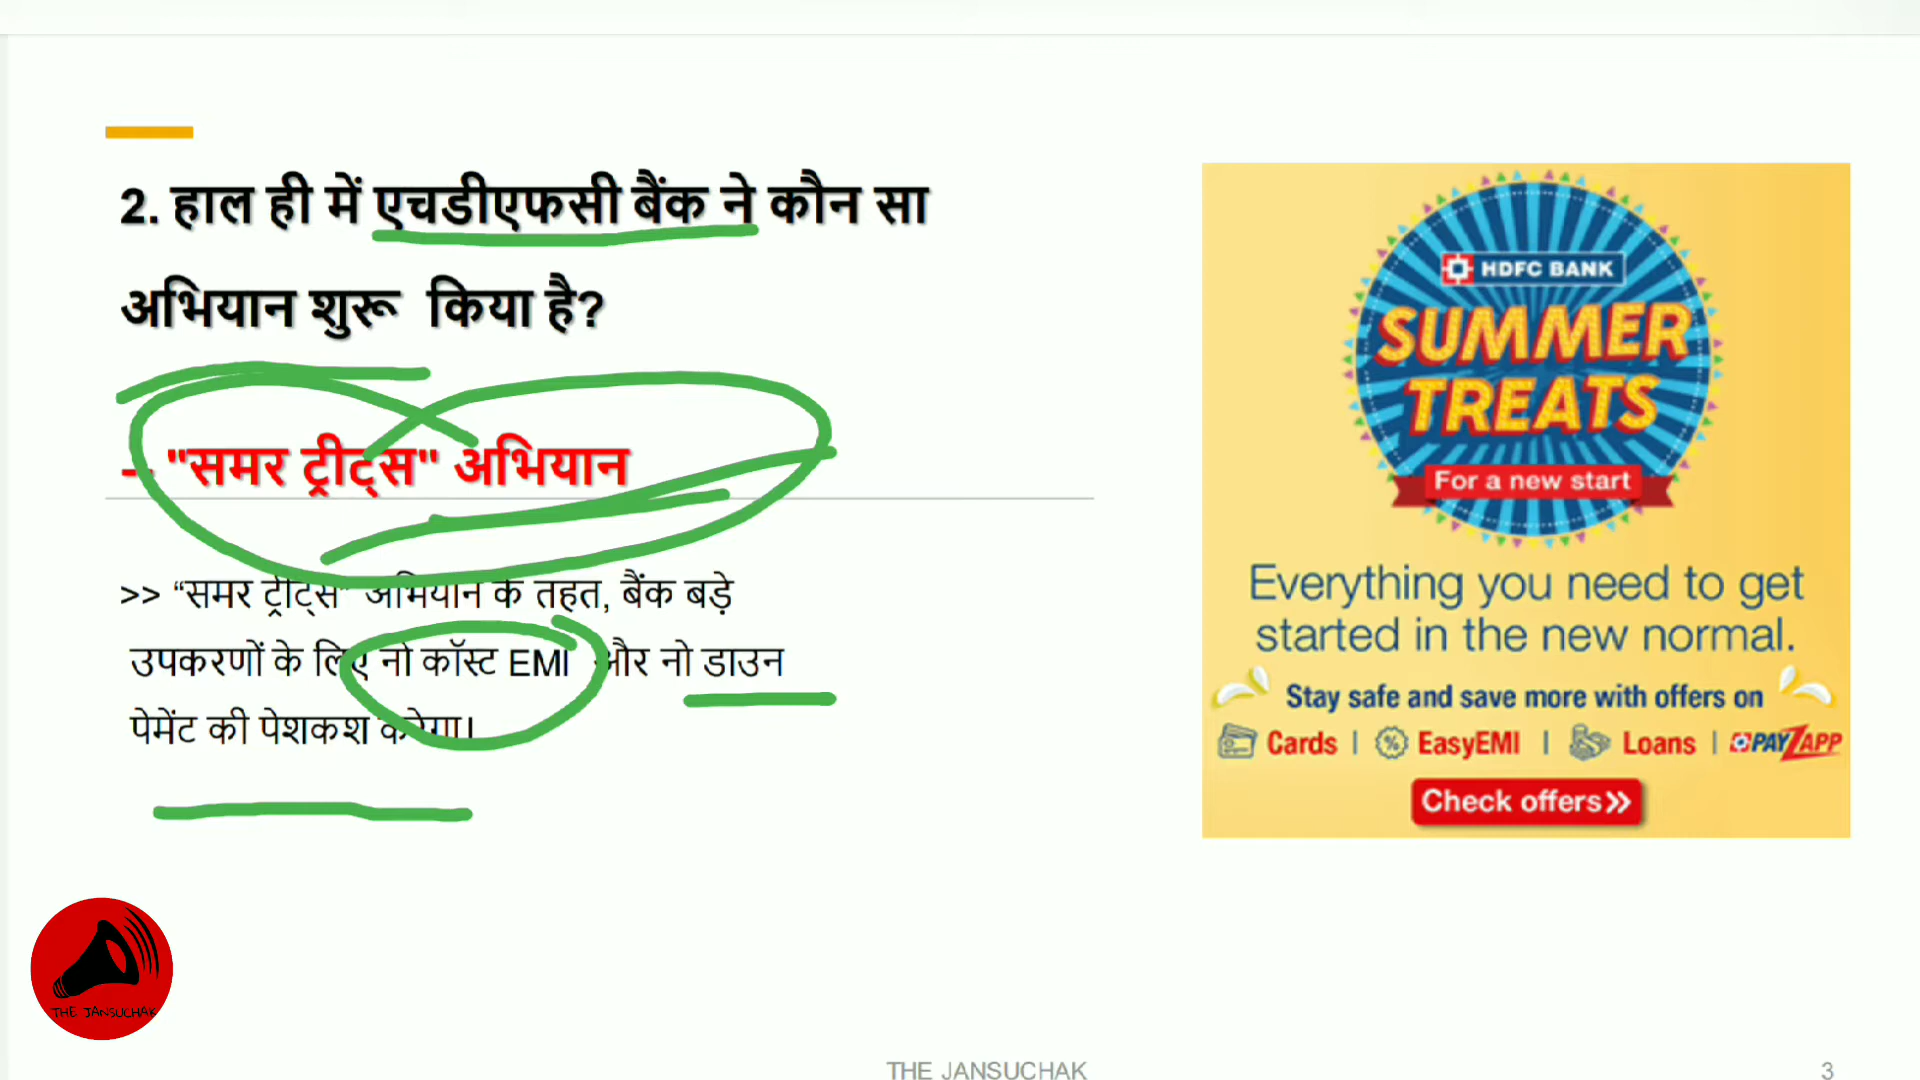 2. हाल ही में एचडीएफसी बैंक ने कौन सा
अभियान शुरू किया है?
-- "समर ट्रीट्स" अभियान
>> “समर ट्रीट्स” अभियान के तहत, बैंक बड़े
उपकरणों के लिए नो कॉस्ट EMI और नो डाउन
पेमेंट की पेशकश करेगा।
HDFC BANK
SUMMER
TREATS
For a new start
Everything you need to get
started in the new normal.
Stay safe and save more with offers on
Cards | EasyEMI | Loans | PAYZAPP
Check offers>>
THE JANSUCHAK
THE JANSUCHAK
3